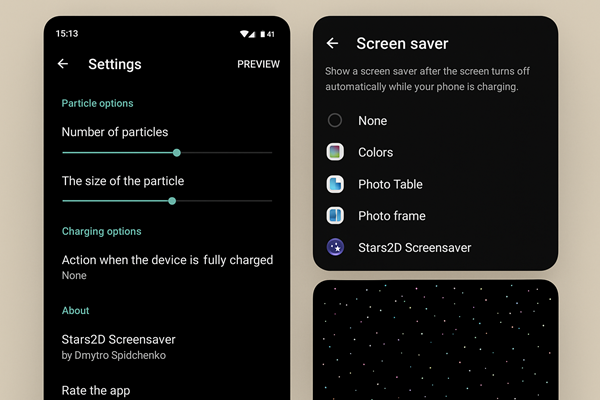 15:13
41
Settings
PREVIEW
Particle options
Number of particles
The size of the particle
Charging options
Action when the device is fully charged
None
About
Stars2D Screensaver
by Dmytro Spidchenko
Rate the app
Screen saver
Show a screen saver after the screen turns off
automatically while your phone is charging.
None
Colors
Photo Table
Photo frame
Stars2D Screensaver